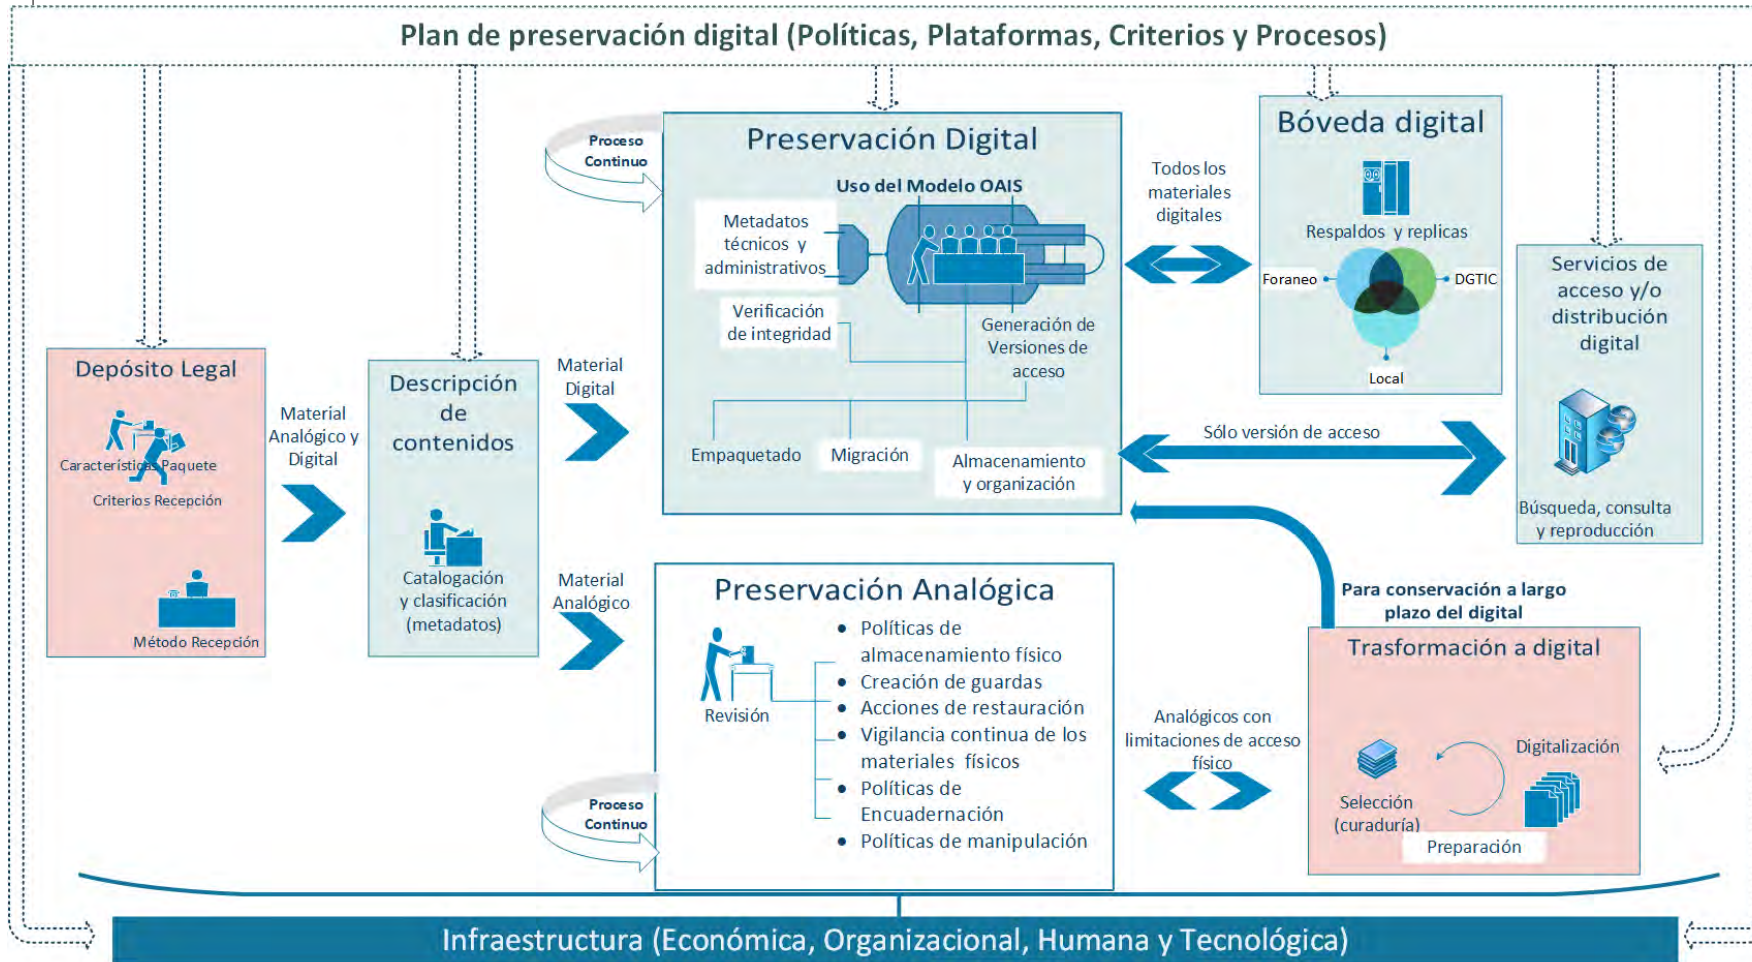 Plan de preservación digital (Políticas, Plataformas, Criterios y Procesos)
Depósito Legal
Características Paquete
Criterios Recepción
Método Recepción
Material
Analógico y
Digital
Descripción
de
contenidos
Catalogación
y clasificación
(metadatos)
Material
Digital
Material
Analógico
Proceso
Continuo
Preservación Digital
Uso del Modelo OAIS
Metadatos
técnicos y
administrativos
Verificación
de integridad
Generación de
Versiones de
acceso
Empaquetado
Migración
Almacenamiento
y organización
Todos los
materiales
digitales
Bóveda digital
Respaldos y replicas
Foraneo
DGTIC
Local
Sólo versión de acceso
Servicios de
acceso y/o
distribución
digital
Búsqueda, consulta
y reproducción
Proceso
Continuo
Preservación Analógica
Revisión
● Políticas de
almacenamiento físico
● Creación de guardas
● Acciones de restauración
● Vigilancia continua de los
materiales físicos
● Políticas de
Encuadernación
● Políticas de manipulación
Analógicos con
limitaciones de acceso
físico
Para conservación a largo
plazo del digital
Trasformación a digital
Digitalización
Selección
(curaduría)
Preparación
Infraestructura (Económica, Organizacional, Humana y Tecnológica)